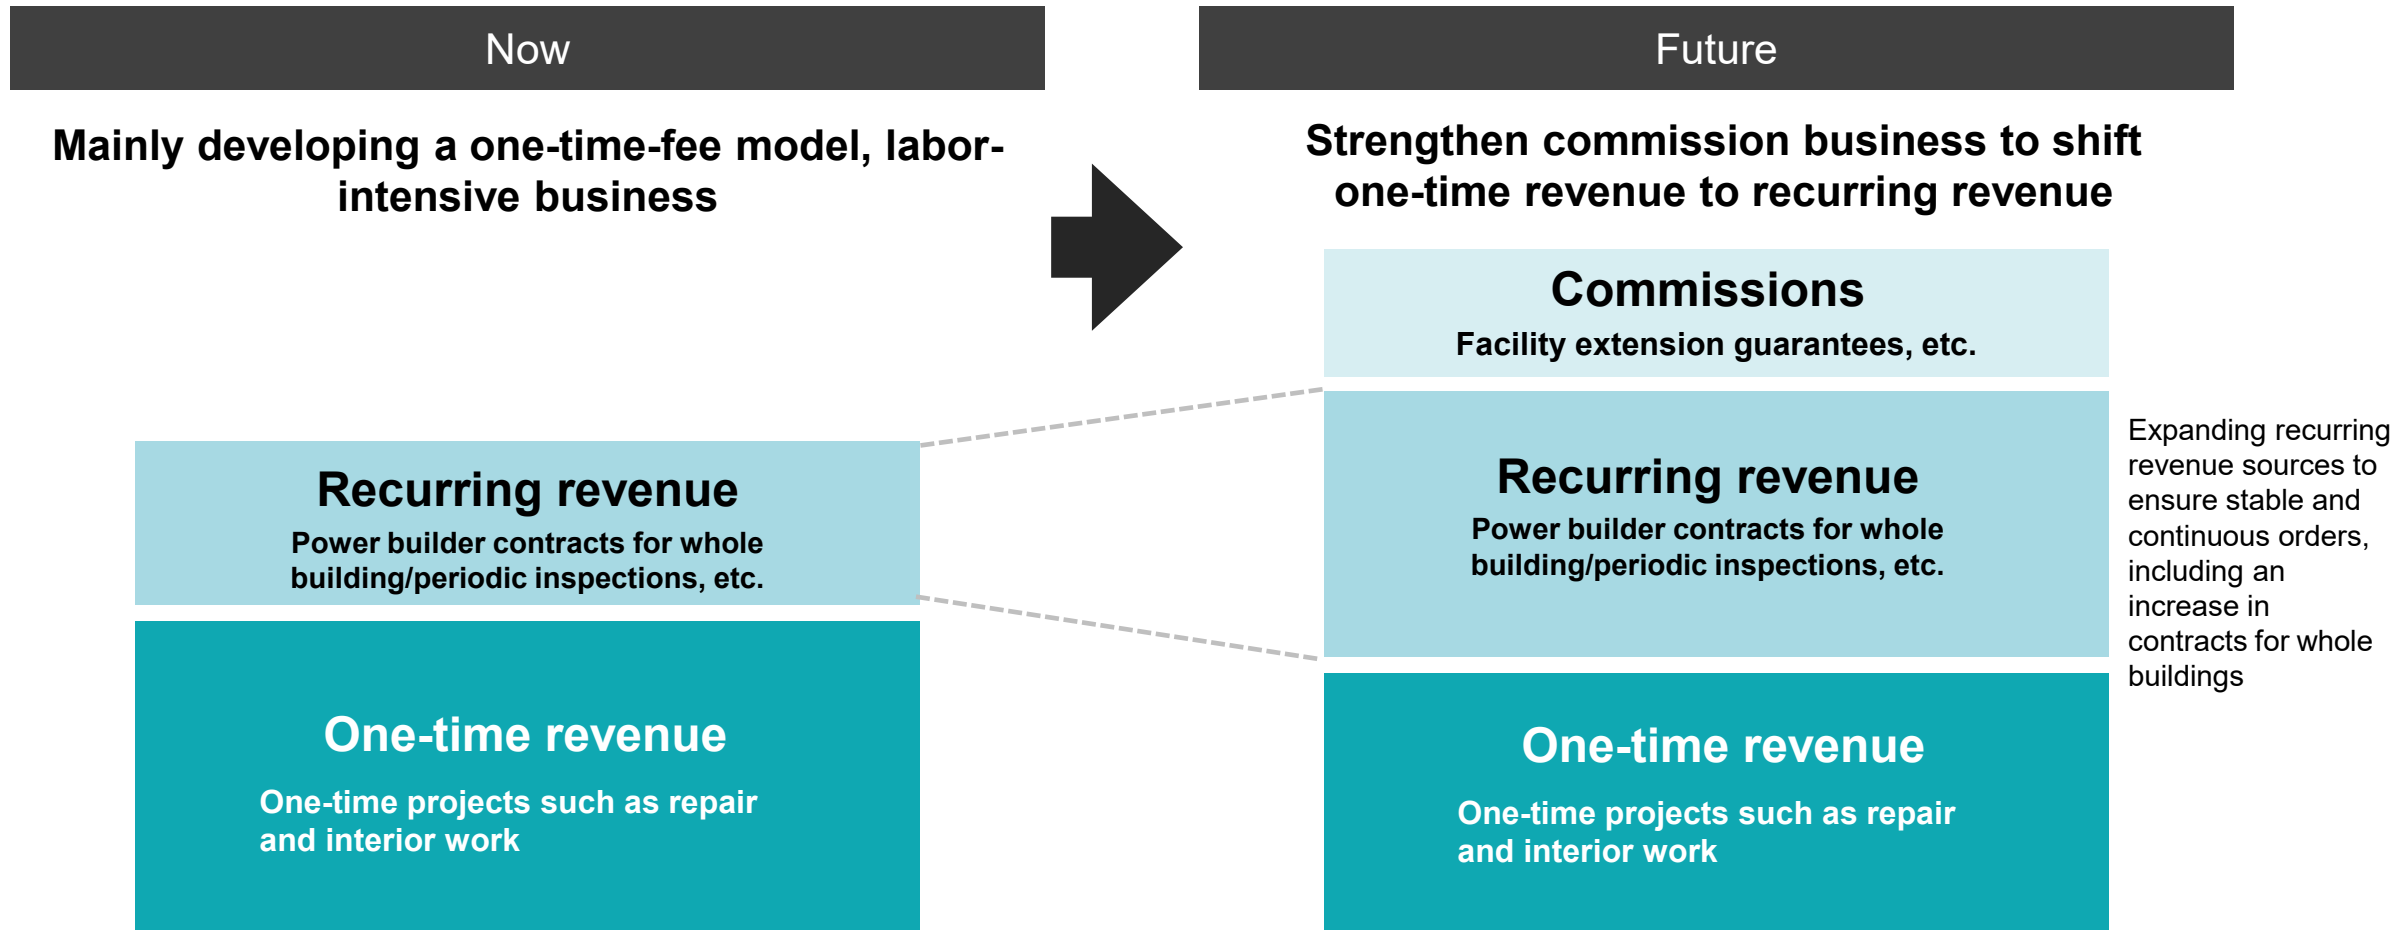 Now
Mainly developing a one-time-fee model, labor-
intensive business
Recurring revenue
Power builder contracts for whole
building/periodic inspections, etc.
One-time revenue
One-time projects such as repair
and interior work
Future
Strengthen commission business to shift
one-time revenue to recurring revenue
Commissions
Facility extension guarantees, etc.
Recurring revenue
Power builder contracts for whole
building/periodic inspections, etc.
One-time revenue
One-time projects such as repair
and interior work
Expanding recurring
revenue sources to
ensure stable and
continuous orders,
including an
increase in
contracts for whole
buildings